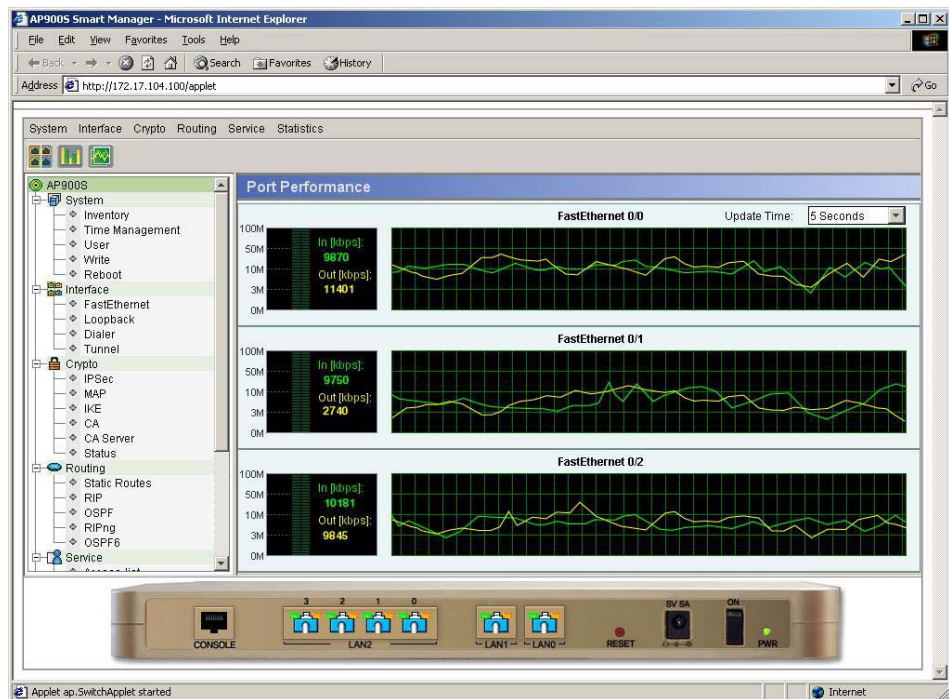 AP900S Smart Manager - Microsoft Internet Explorer
File Edit View Favorites Tools Help
Back Search Favorites History
Address http://172.17.104.100/applet Go
System Interface Crypto Routing Service Statistics
AP900S
System
Inventory
Time Management
User
Write
Reboot
Interface
FastEthernet
Loopback
Dialer
Tunnel
Crypto
IPSec
MAP
IKE
CA
CA Server
Status
Routing
Static Routes
RIP
OSPF
RIPng
OSPF6
Service
Port Performance
FastEthernet 0/0
Update Time: 5 Seconds
100M
50M
10M
3M
0M
In [kbps]:
9870
Out [kbps]:
11401
FastEthernet 0/1
100M
50M
10M
3M
0M
In [kbps]:
9750
Out [kbps]:
2740
FastEthernet 0/2
100M
50M
10M
3M
0M
In [kbps]:
10181
Out [kbps]:
9845
3 2 1 0
CONSOLE
LAN2
LAN1
LAN0
RESET
5V 5A
ON
PWR
Applet ap.SwitchApplet started
Internet